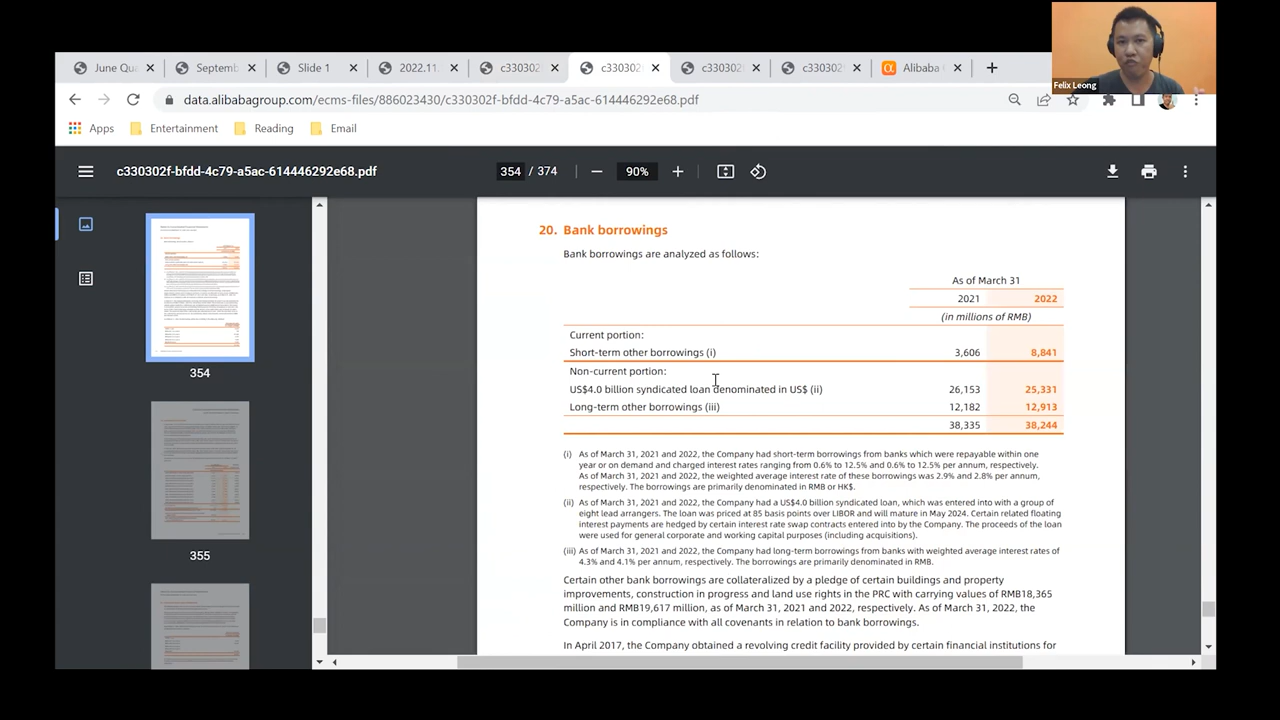 Felix Leong
June Qua
Septemb
Slide 1
2022.1
c330302
c330302
c330302
c330302
Alibaba
data.alibabagroup.com/ecms-files/886023430/c330302f-bfdd-4c79-a5ac-614446292e68.pdf
Apps Entertainment Reading Email
c330302f-bfdd-4c79-a5ac-614446292e68.pdf 354 / 374 90%
354
355
20. Bank borrowings
Bank borrowings are analyzed as follows:
As of March 31
2021 2022
(in millions of RMB)
Current portion:
Short-term other borrowings (i) 3,606 8,841
Non-current portion:
US$4.0 billion syndicated loan denominated in US$ (ii) 26,153 25,331
Long-term other borrowings (iii) 12,182 12,913
38,335 38,244
(i) As of March 31, 2021 and 2022, the Company had short-term borrowings from banks which were repayable within one
year or on demand and charged interest rates ranging from 0.6% to 12.5% and 0.6% to 12.5% per annum, respectively.
As of March 31, 2021 and 2022, the weighted average interest rate of these borrowings was 2.9% and 2.8% per annum,
respectively. The borrowings are primarily denominated in RMB or HK$.
(ii) As of March 31, 2021 and 2022, the Company had a US$4.0 billion syndicated loan, which was entered into with a group of
eight lead arrangers. The loan was priced at 85 basis points over LIBOR and will mature in May 2024. Certain related floating
interest payments are hedged by certain interest rate swap contracts entered into by the Company. The proceeds of the loan
were used for general corporate and working capital purposes (including acquisitions).
(iii) As of March 31, 2021 and 2022, the Company had long-term borrowings from banks with weighted average interest rates of
4.3% and 4.1% per annum, respectively. The borrowings are primarily denominated in RMB.
Certain other bank borrowings are collateralized by a pledge of certain buildings and property
improvements, construction in progress and land use rights in the PRC with carrying values of RMB18,365
million and RMB19,617 million, as of March 31, 2021 and 2022, respectively. As of March 31, 2022, the
Company is in compliance with all covenants in relation to bank borrowings.
In April 2017, the Company obtained a revolving credit facility provided by certain financial institutions for